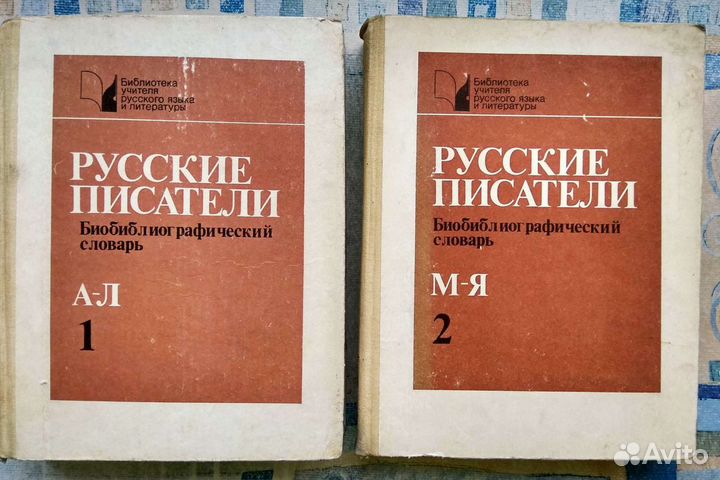 Библиотека
учителя
русского языка
и литературы
РУССКИЕ
ПИСАТЕЛИ
Биобиблиографический
словарь
А-Л
1
Библиотека
учителя
русского языка
и литературы
РУССКИЕ
ПИСАТЕЛИ
Биобиблиографический
словарь
М-Я
2
Avito